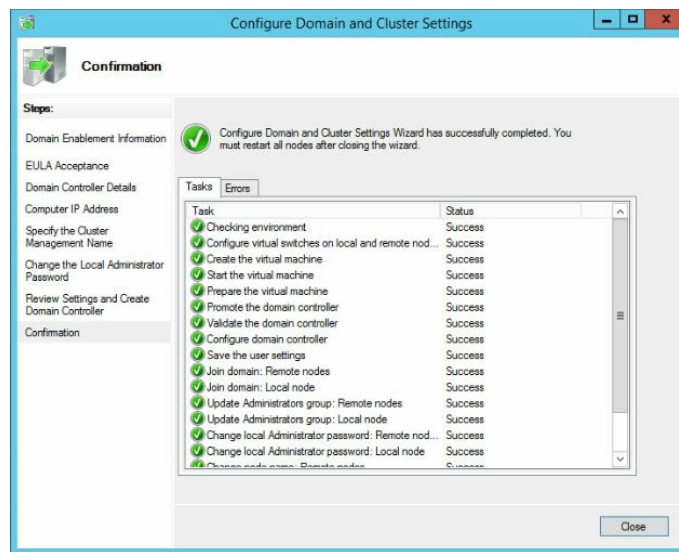 Configure Domain and Cluster Settings
Confirmation
Steps:
Domain Enablement Information
EULA Acceptance
Domain Controller Details
Computer IP Address
Specify the Cluster
Management Name
Change the Local Administrator
Password
Review Settings and Create
Domain Controller
Confirmation
Configure Domain and Cluster Settings Wizard has successfully completed. You
must restart all nodes after closing the wizard.
Tasks Errors
Task Status
Checking environment Success
Configure virtual switches on local and remote nod... Success
Create the virtual machine Success
Start the virtual machine Success
Prepare the virtual machine Success
Promote the domain controller Success
Validate the domain controller Success
Configure domain controller Success
Save the user settings Success
Join domain: Remote nodes Success
Join domain: Local node Success
Update Administrators group: Remote nodes Success
Update Administrators group: Local node Success
Change local Administrator password: Remote nod... Success
Change local Administrator password: Local node Success
Change node name: Remote nodes Success
Close